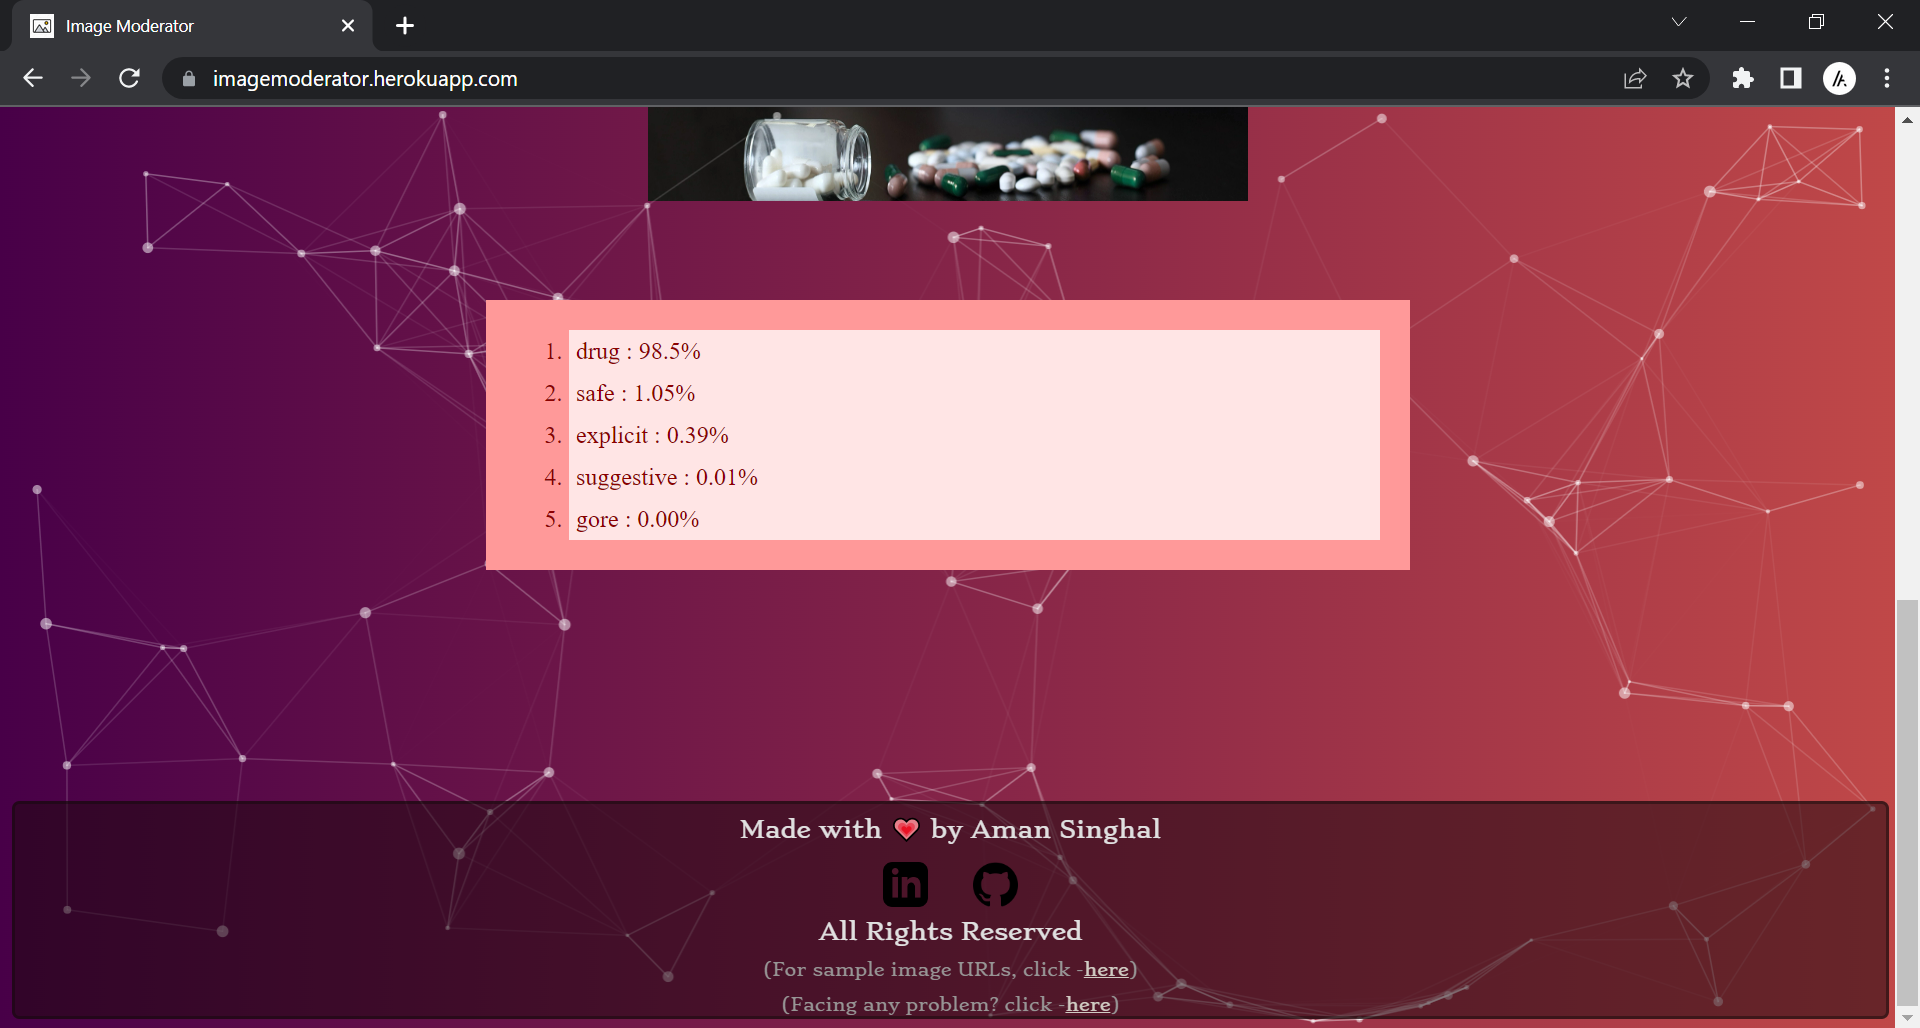 Image Moderator
imagemoderator.herokuapp.com
1. drug : 98.5%
2. safe : 1.05%
3. explicit : 0.39%
4. suggestive : 0.01%
5. gore : 0.00%
Made with ❤ by Aman Singhal
in
All Rights Reserved
(For sample image URLs, click -here)
(Facing any problem? click -here)